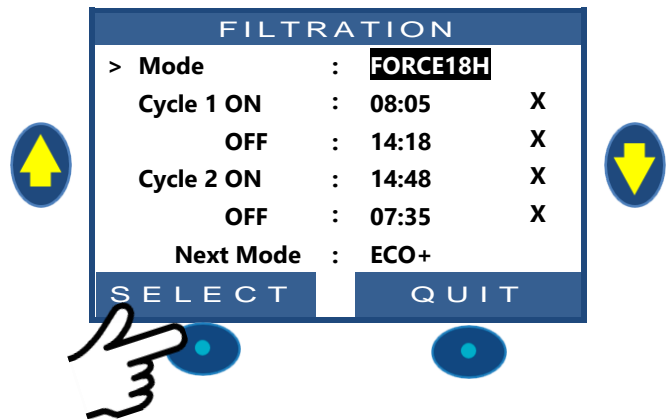 FILTRATION
> Mode : FORCE18H
Cycle 1 ON : 08:05 X
OFF : 14:18 X
Cycle 2 ON : 14:48 X
OFF : 07:35 X
Next Mode : ECO+
SELECT QUIT